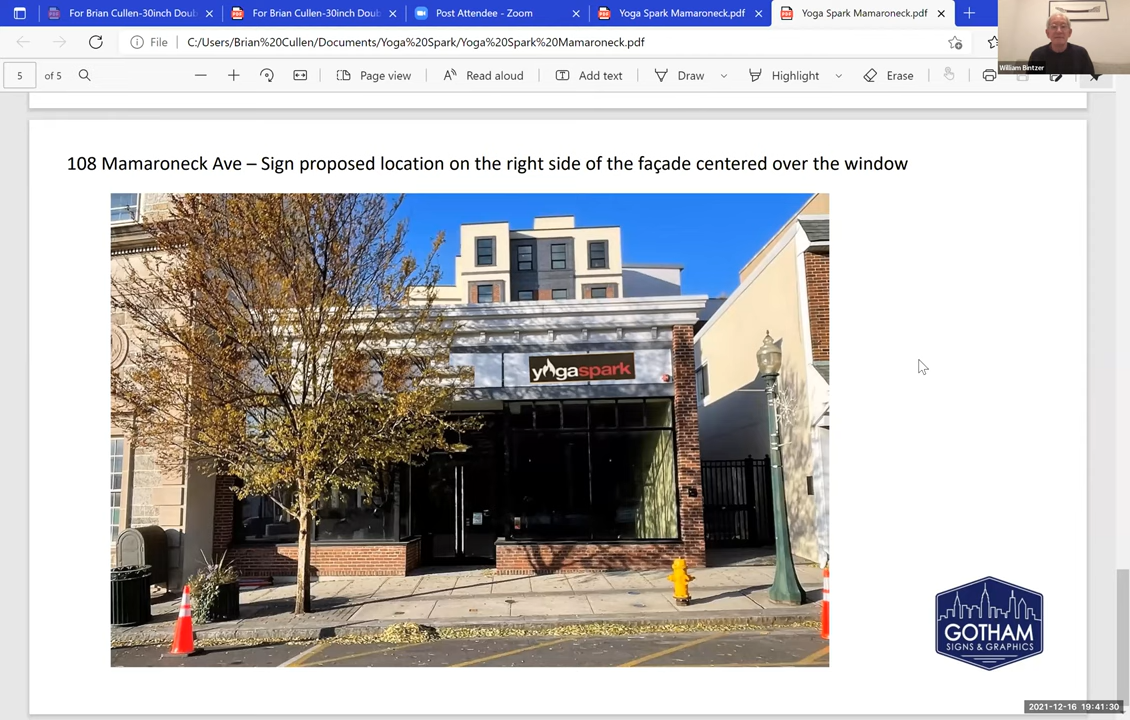 For Brian Cullen-30inch Doub
For Brian Cullen-30inch Doub
Post Attendee - Zoom
Yoga Spark Mamaroneck.pdf
Yoga Spark Mamaroneck.pdf
File
C:/Users/Brian%20Cullen/Documents/Yoga%20Spark/Yoga%20Spark%20Mamaroneck.pdf
William Bintzer
5 of 5
Page view
Read aloud
Add text
Draw
Highlight
Erase
108 Mamaroneck Ave – Sign proposed location on the right side of the façade centered over the window
yogaspark
GOTHAM
SIGNS & GRAPHICS
2021-12-16 19:41:30